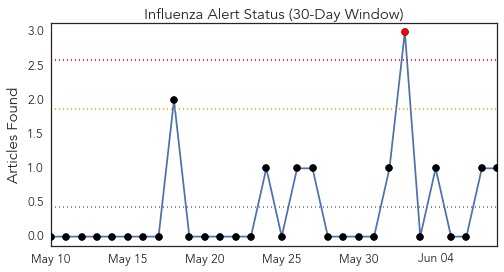 Influenza Alert Status (30-Day Window)
Articles Found
3.0
2.5
2.0
1.5
1.0
0.5
0.0
May 10
May 15
May 20
May 25
May 30
Jun 04